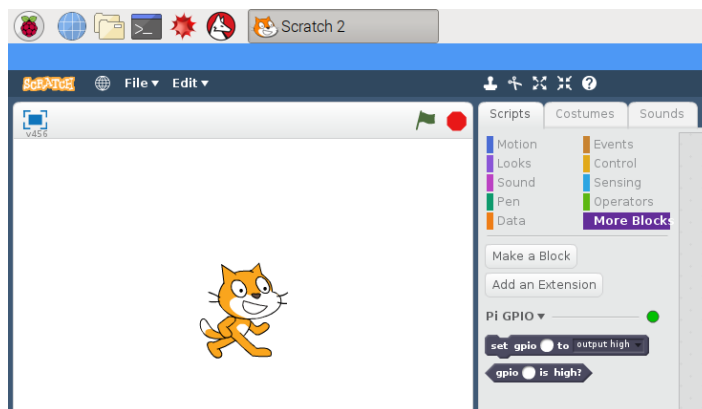 Scratch 2
SCRATCH File Edit
v456
Scripts Costumes Sounds
Motion Events
Looks Control
Sound Sensing
Pen Operators
Data More Blocks
Make a Block
Add an Extension
Pi GPIO
set gpio to output high
gpio is high?